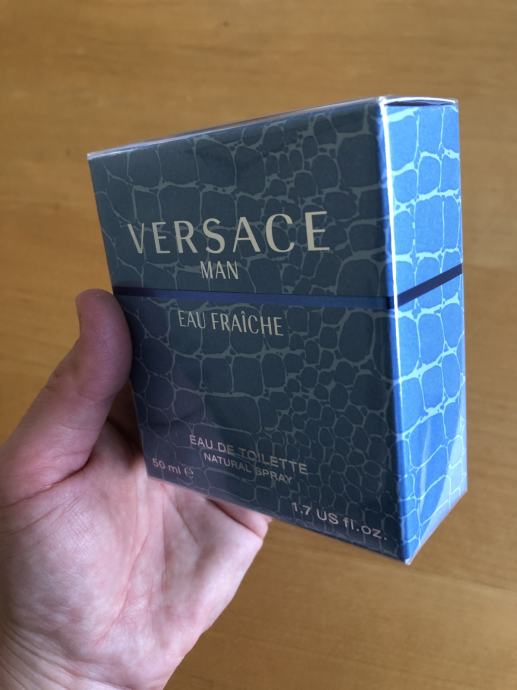 VERSACE
MAN
EAU FRAÎCHE
EAU DE TOILETTE
NATURAL SPRAY
50 ml e
1.7 US fl.oz.